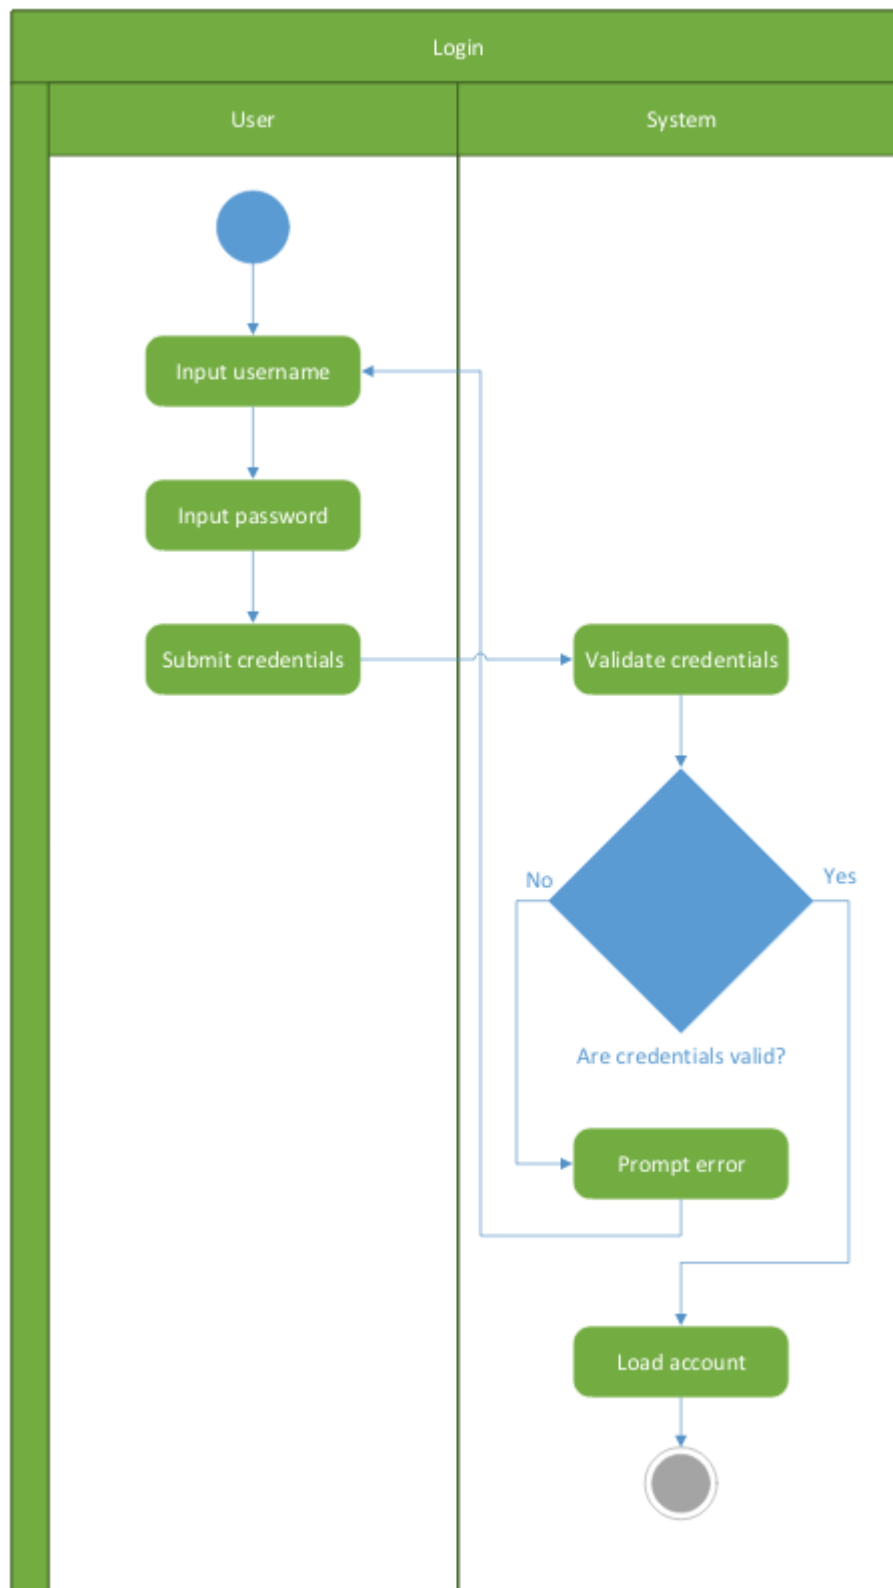 Login
User
System
Input username
Input password
Submit credentials
Validate credentials
No
Yes
Are credentials valid?
Prompt error
Load account